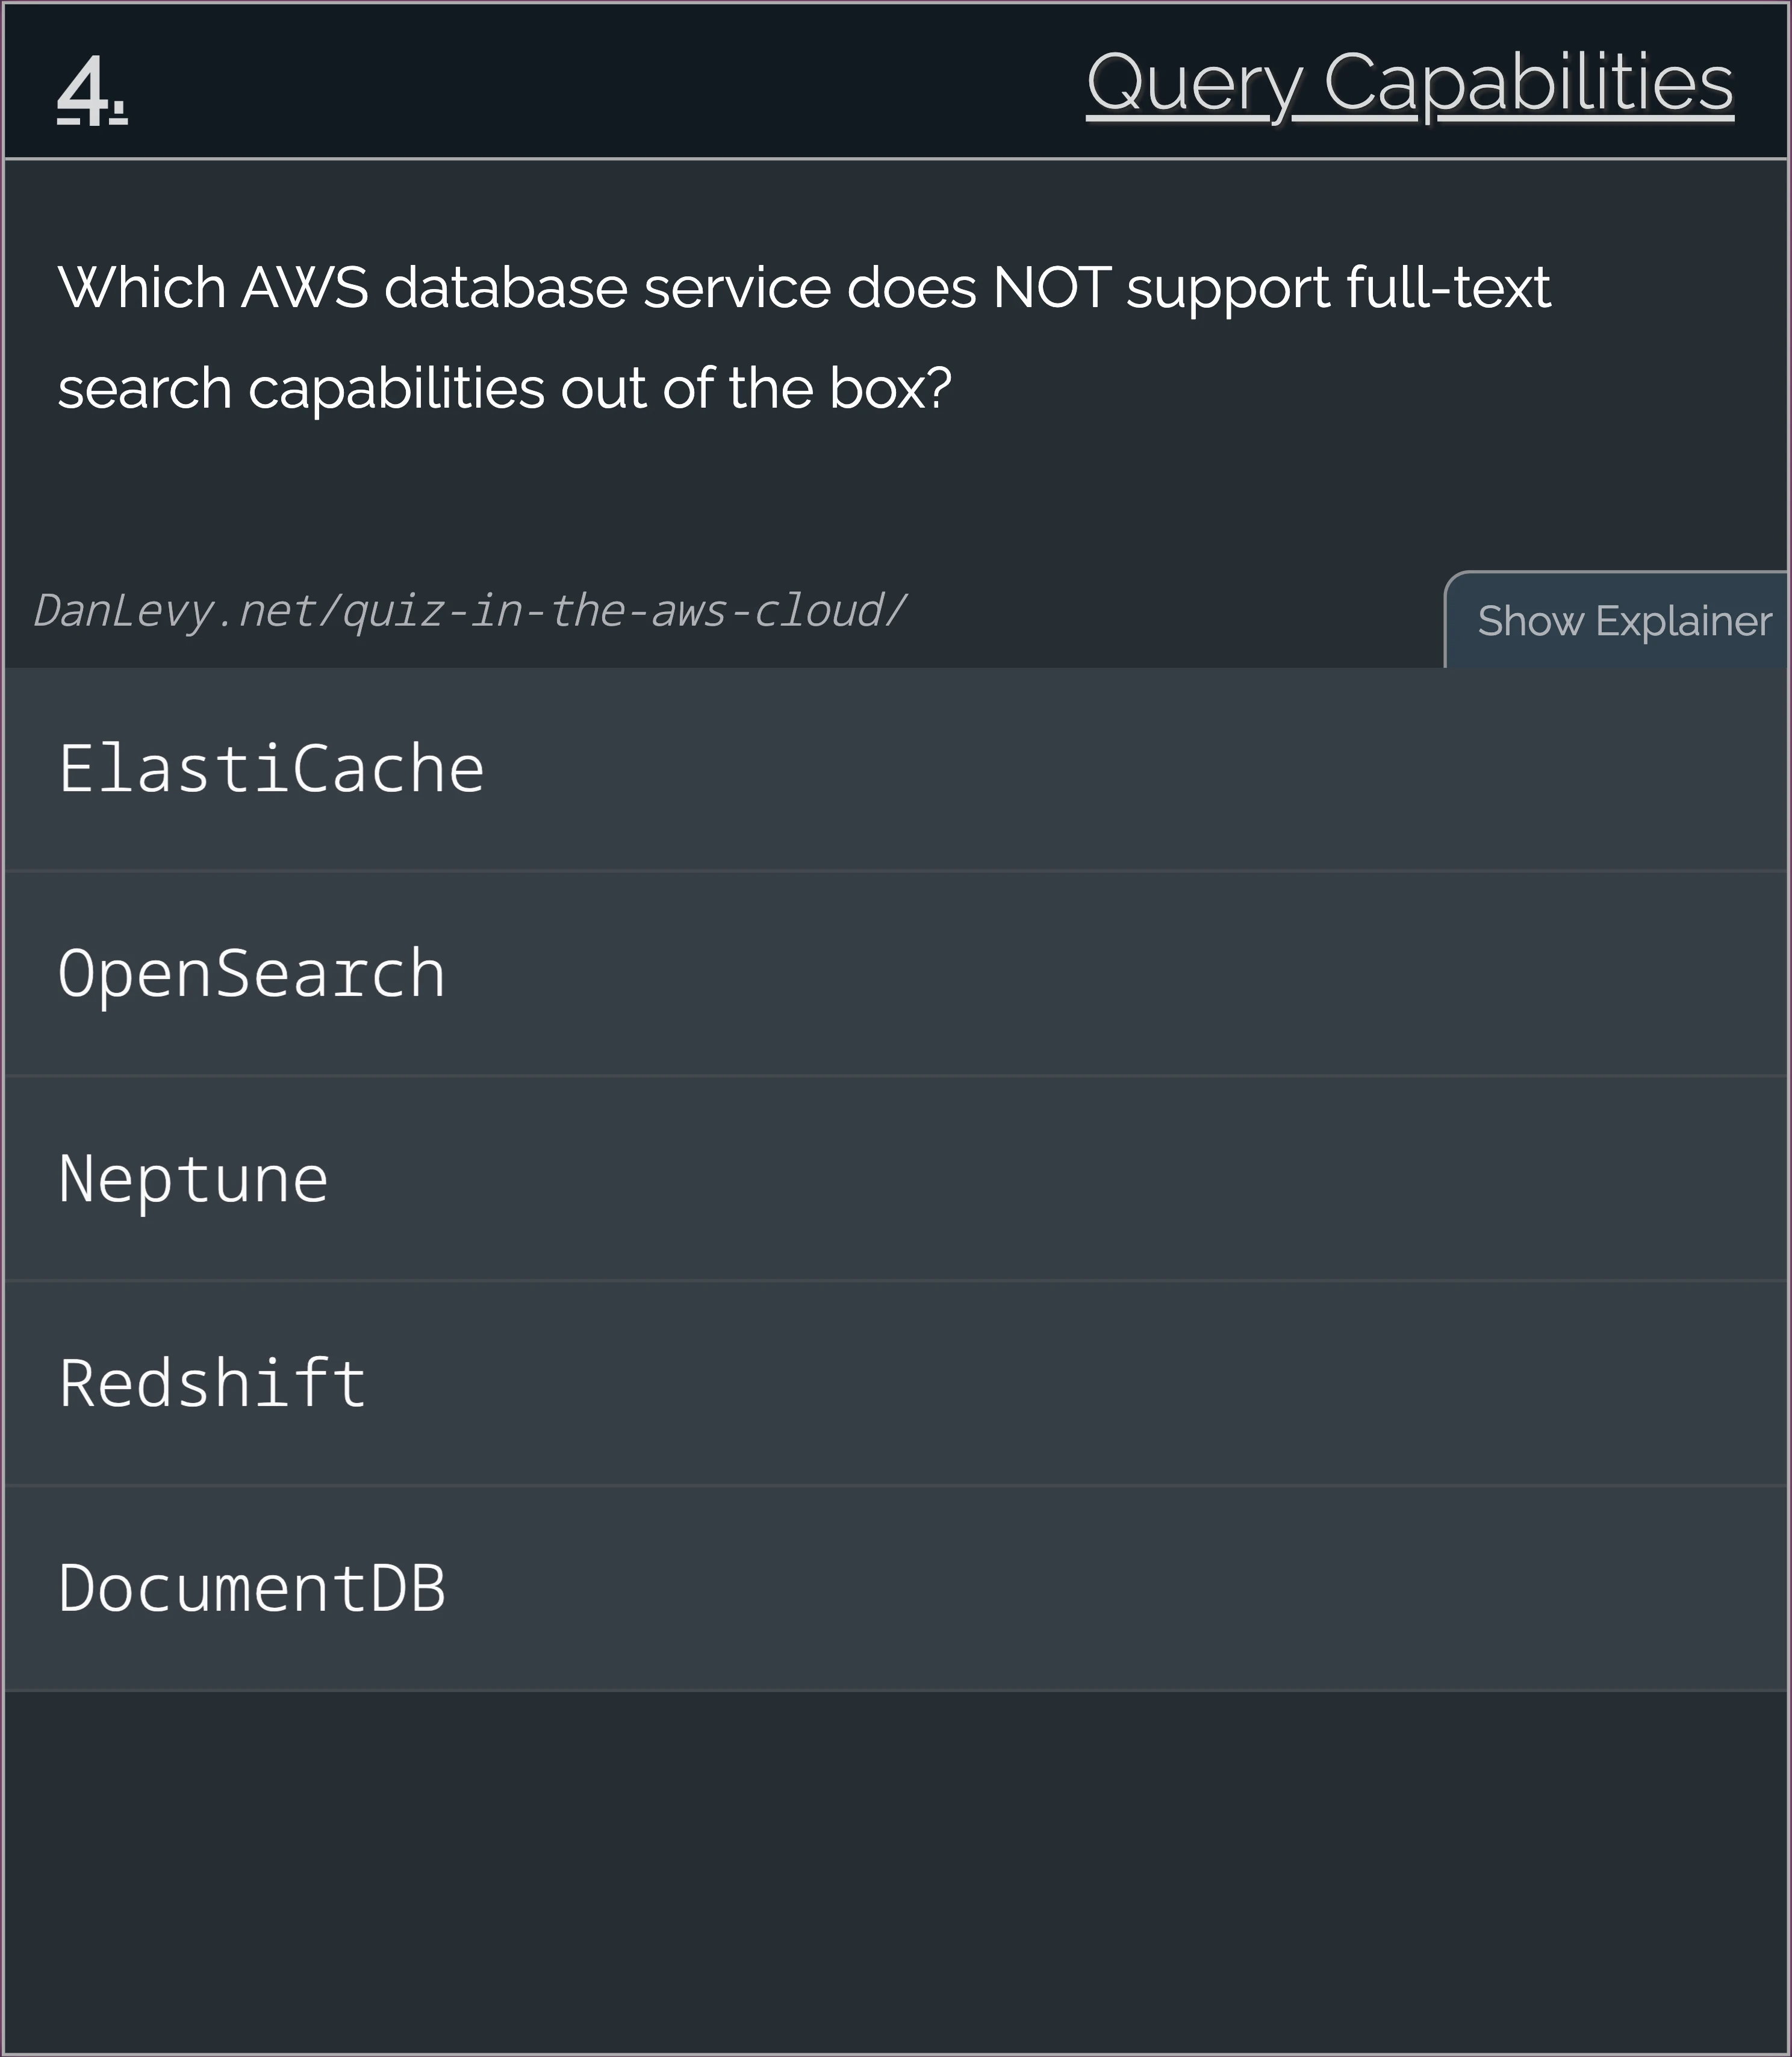 4.
Query Capabilities
Which AWS database service does NOT support full-text
search capabilities out of the box?
DanLevy.net/quiz-in-the-aws-cloud/
Show Explainer
ElastiCache
OpenSearch
Neptune
Redshift
DocumentDB